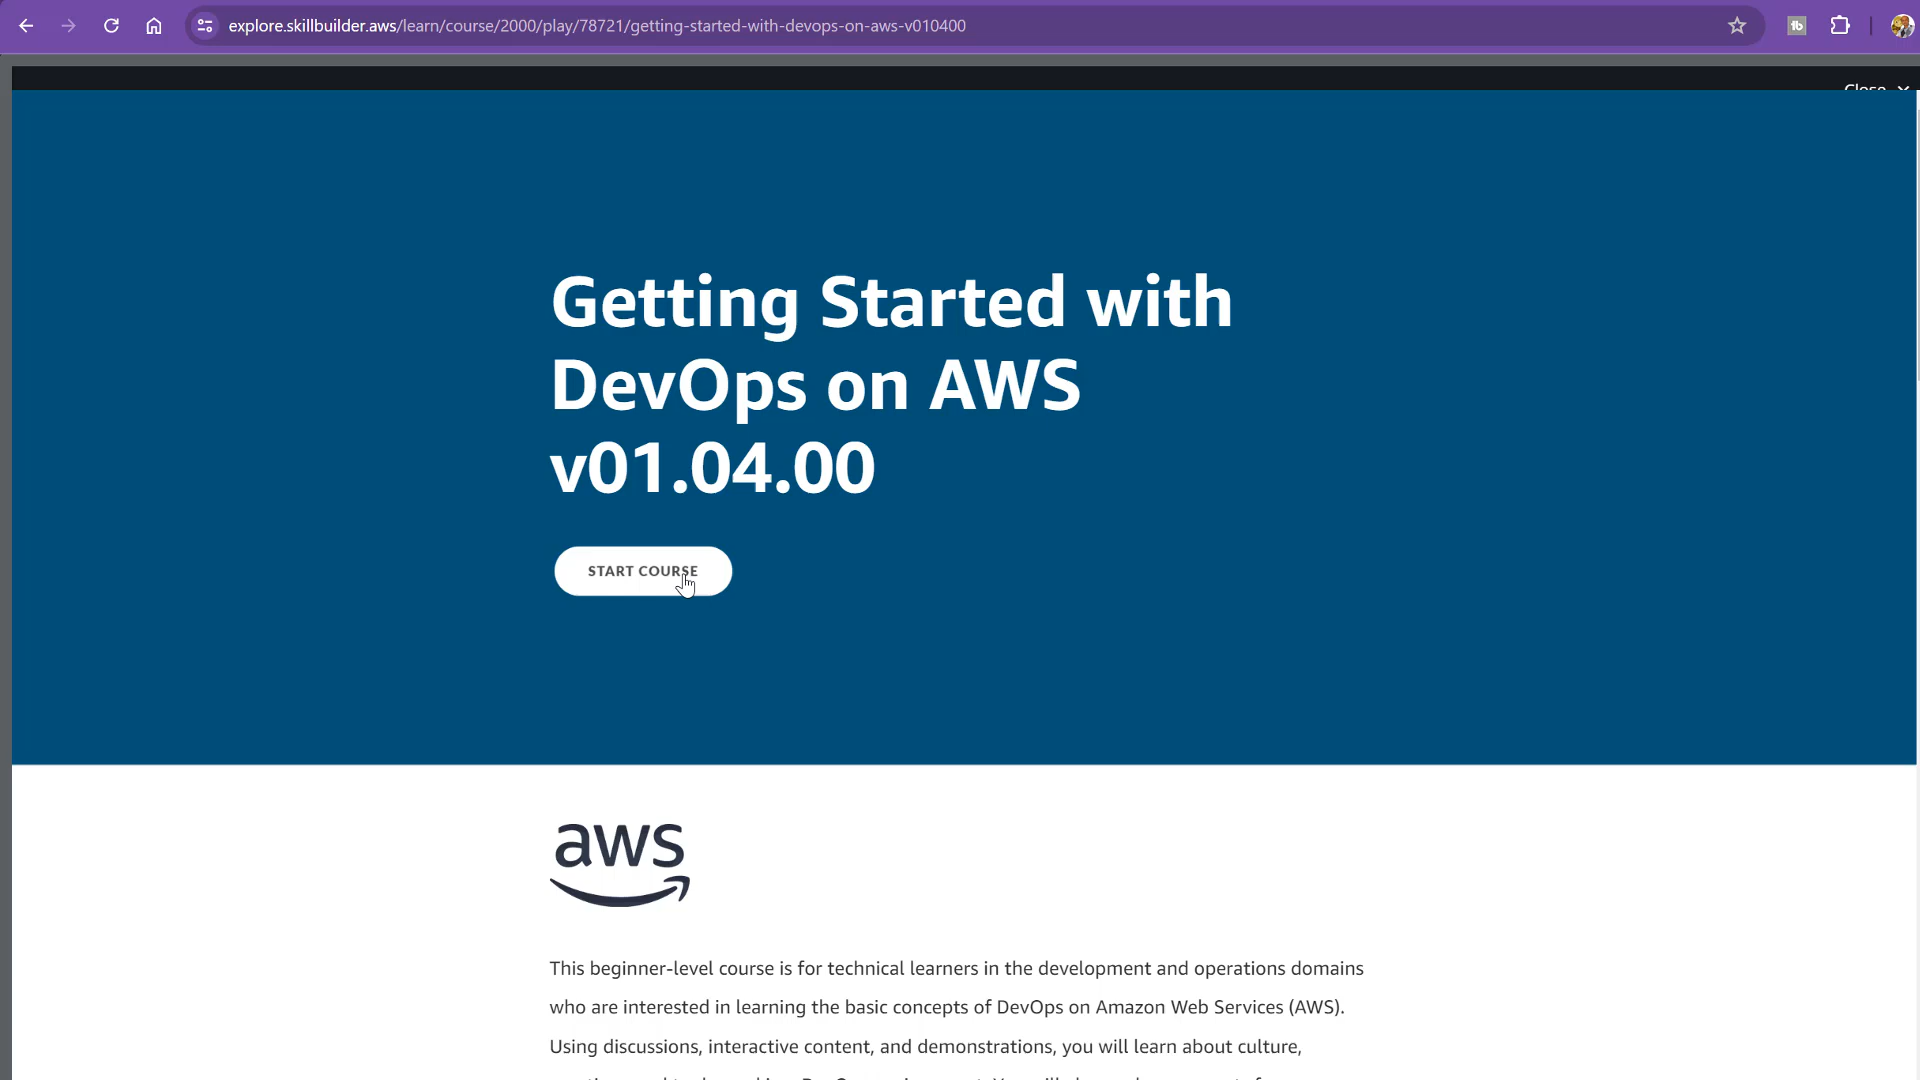 explore.skillbuilder.aws/learn/course/2000/play/78721/getting-started-with-devops-on-aws-v010400
Close
Getting Started with
DevOps on AWS
v01.04.00
START COURSE
aws
This beginner-level course is for technical learners in the development and operations domains
who are interested in learning the basic concepts of DevOps on Amazon Web Services (AWS).
Using discussions, interactive content, and demonstrations, you will learn about culture,